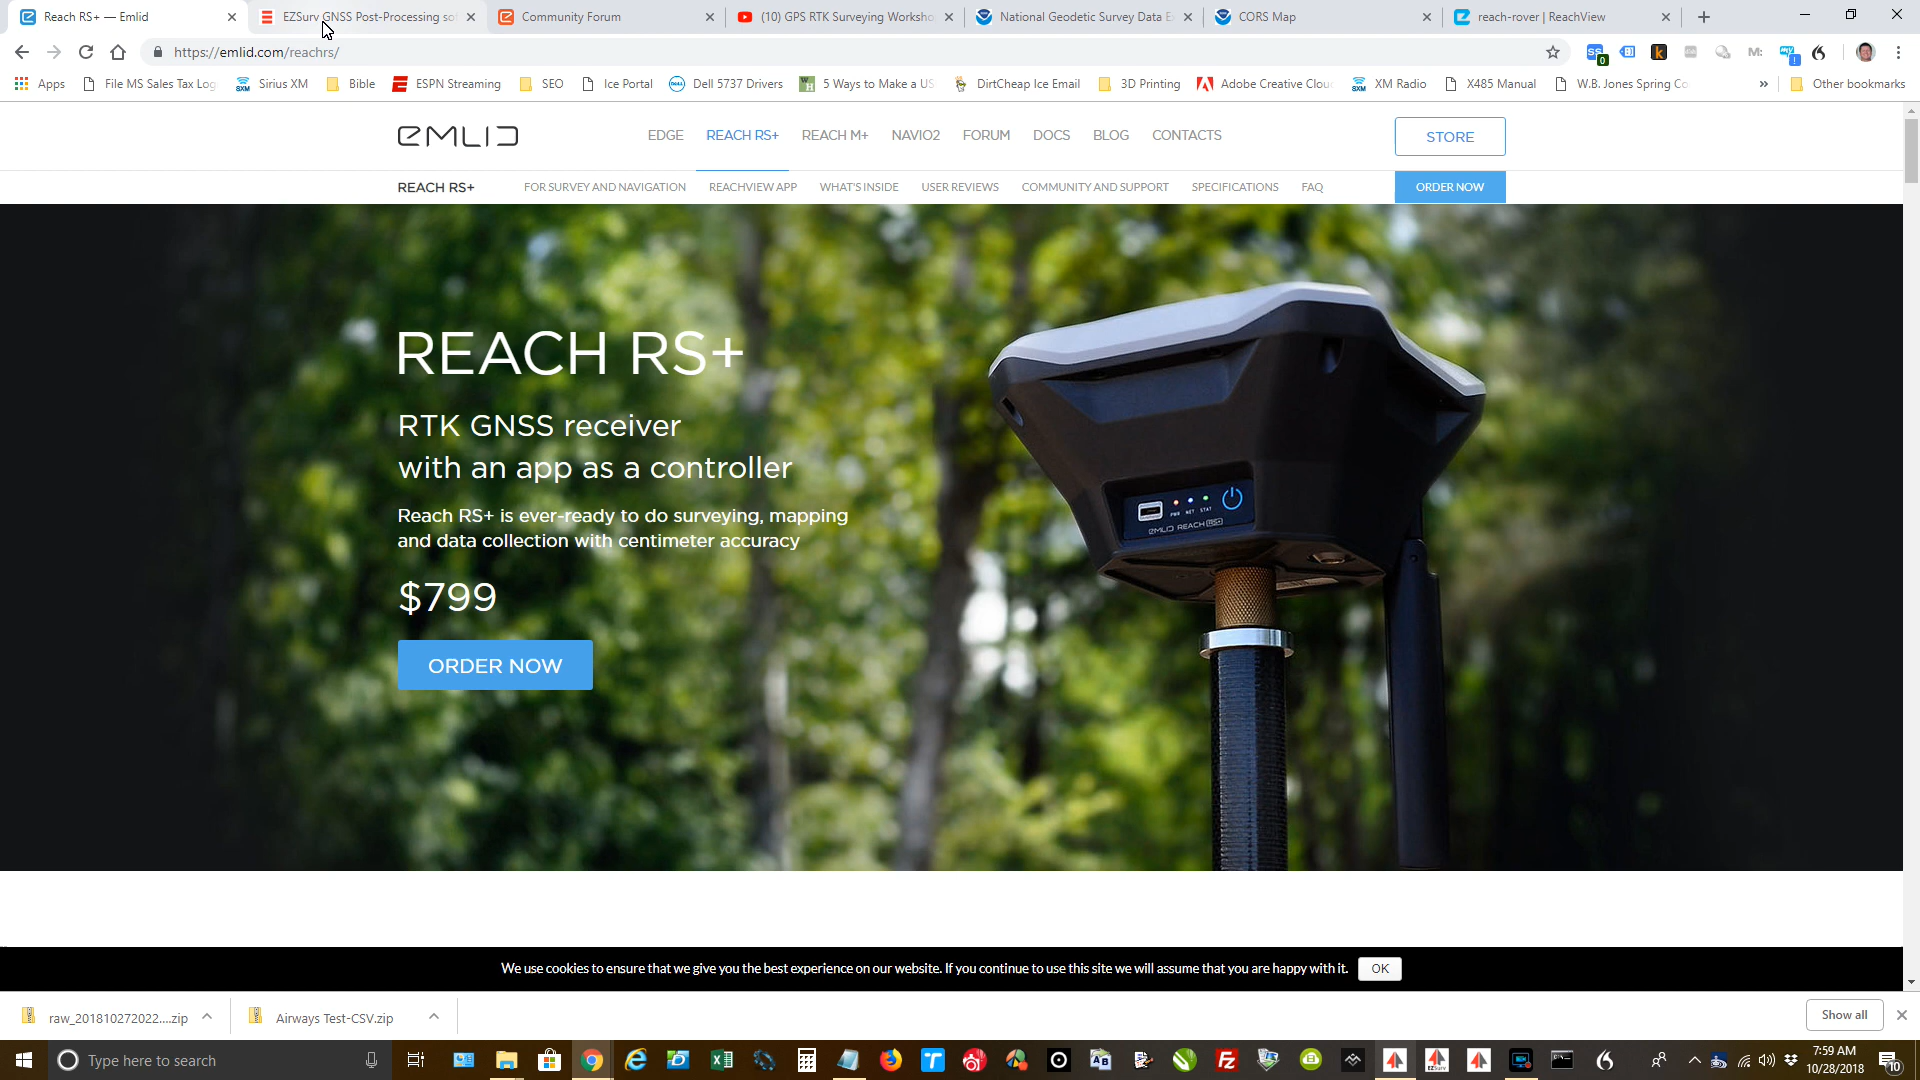 Reach RS+ — Emlid
EZSurv GNSS Post-Processing so
Community Forum
(10) GPS RTK Surveying Worksho
National Geodetic Survey Data E
CORS Map
reach-rover | ReachView
https://emlid.com/reachrs/
Apps
File MS Sales Tax Log
Sirius XM
Bible
ESPN Streaming
SEO
Ice Portal
Dell 5737 Drivers
5 Ways to Make a US
DirtCheap Ice Email
3D Printing
Adobe Creative Clou
XM Radio
X485 Manual
W.B. Jones Spring Co
Other bookmarks
EMLID
EDGE
REACH RS+
REACH M+
NAVIO2
FORUM
DOCS
BLOG
CONTACTS
STORE
REACH RS+
FOR SURVEY AND NAVIGATION
REACHVIEW APP
WHAT'S INSIDE
USER REVIEWS
COMMUNITY AND SUPPORT
SPECIFICATIONS
FAQ
ORDER NOW
REACH RS+
RTK GNSS receiver
with an app as a controller
Reach RS+ is ever-ready to do surveying, mapping
and data collection with centimeter accuracy
$799
ORDER NOW
PWR NET STAT
EMLID REACH RS+
We use cookies to ensure that we give you the best experience on our website. If you continue to use this site we will assume that you are happy with it.
OK
raw_201810272022....zip
Airways Test-CSV.zip
Show all
Type here to search
7:59 AM
10/28/2018
10